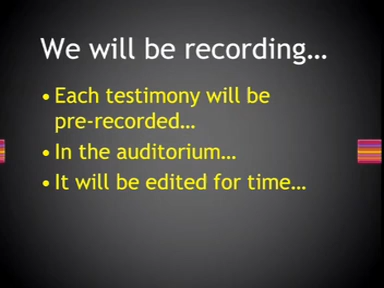 We will be recording…
• Each testimony will be
pre-recorded…
• In the auditorium…
• It will be edited for time…